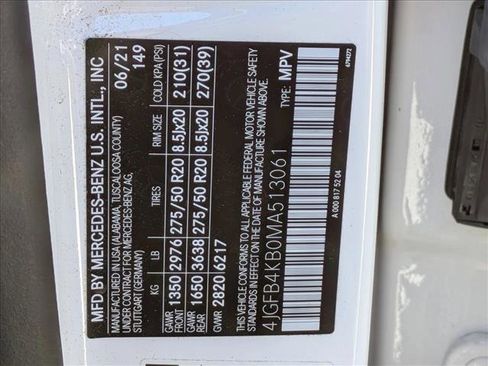 MFD BY MERCEDES-BENZ U.S. INTL., INC
MANUFACTURED IN USA (ALABAMA, TUSCALOOSA COUNTY)
UNDER CONTRACT FOR MERCEDES-BENZ AG,
STUTTGART (GERMANY)
06/21
149
KG LB TIRES RIM SIZE COLD KPA (PSI)
GAWR FRONT 1350 2976 275/50 R20 8.5Jx20 210(31)
GAWR REAR 1650 3638 275/50 R20 8.5Jx20 270(39)
GVWR 2820 6217
THIS VEHICLE CONFORMS TO ALL APPLICABLE FEDERAL MOTOR VEHICLE SAFETY
STANDARDS IN EFFECT ON THE DATE OF MANUFACTURE SHOWN ABOVE.
4JGFB4KB0MA513061 TYPE: MPV
A 000 817 52 04